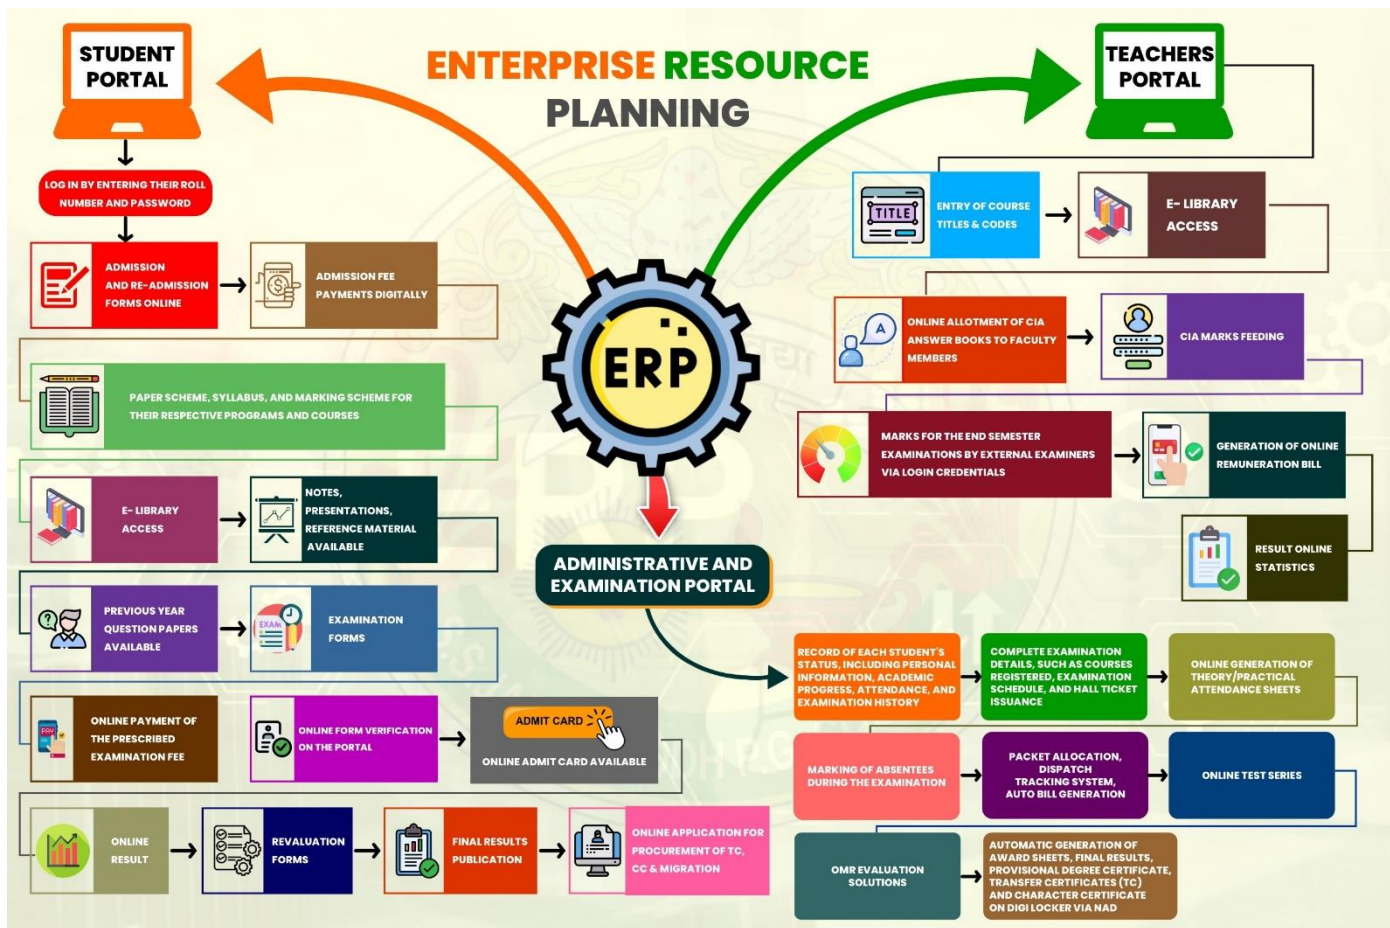 STUDENT
PORTAL
ENTERPRISE RESOURCE
PLANNING
TEACHERS
PORTAL
LOG IN BY ENTERING THEIR ROLL
NUMBER AND PASSWORD
ADMISSION
AND RE-ADMISSION
FORMS ONLINE
ADMISSION FEE
PAYMENTS DIGITALLY
PAPER SCHEME, SYLLABUS, AND MARKING SCHEME FOR
THEIR RESPECTIVE PROGRAMS AND COURSES
E- LIBRARY
ACCESS
NOTES,
PRESENTATIONS,
REFERENCE MATERIAL
AVAILABLE
PREVIOUS YEAR
QUESTION PAPERS
AVAILABLE
EXAM
EXAMINATION
FORMS
PAY
ONLINE PAYMENT OF
THE PRESCRIBED
EXAMINATION FEE
ONLINE FORM VERIFICATION
ON THE PORTAL
ADMIT CARD
ONLINE ADMIT CARD AVAILABLE
ONLINE
RESULT
REVALUATION
FORMS
FINAL RESULTS
PUBLICATION
ONLINE APPLICATION FOR
PROCUREMENT OF TC,
CC & MIGRATION
ERP
TITLE
ENTRY OF COURSE
TITLES & CODES
E- LIBRARY
ACCESS
A
ONLINE ALLOTMENT OF CIA
ANSWER BOOKS TO FACULTY
MEMBERS
CIA MARKS FEEDING
MARKS FOR THE END SEMESTER
EXAMINATIONS BY EXTERNAL EXAMINERS
VIA LOGIN CREDENTIALS
GENERATION OF ONLINE
REMUNERATION BILL
RESULT ONLINE
STATISTICS
ADMINISTRATIVE AND
EXAMINATION PORTAL
RECORD OF EACH STUDENT'S
STATUS, INCLUDING PERSONAL
INFORMATION, ACADEMIC
PROGRESS, ATTENDANCE, AND
EXAMINATION HISTORY
COMPLETE EXAMINATION
DETAILS, SUCH AS COURSES
REGISTERED, EXAMINATION
SCHEDULE, AND HALL TICKET
ISSUANCE
ONLINE GENERATION OF
THEORY/PRACTICAL
ATTENDANCE SHEETS
MARKING OF ABSENTEES
DURING THE EXAMINATION
PACKET ALLOCATION,
DISPATCH
TRACKING SYSTEM,
AUTO BILL GENERATION
ONLINE TEST SERIES
OMR EVALUATION
SOLUTIONS
AUTOMATIC GENERATION OF
AWARD SHEETS, FINAL RESULTS,
PROVISIONAL DEGREE CERTIFICATE,
TRANSFER CERTIFICATES (TC)
AND CHARACTER CERTIFICATE
ON DIGI LOCKER VIA NAD